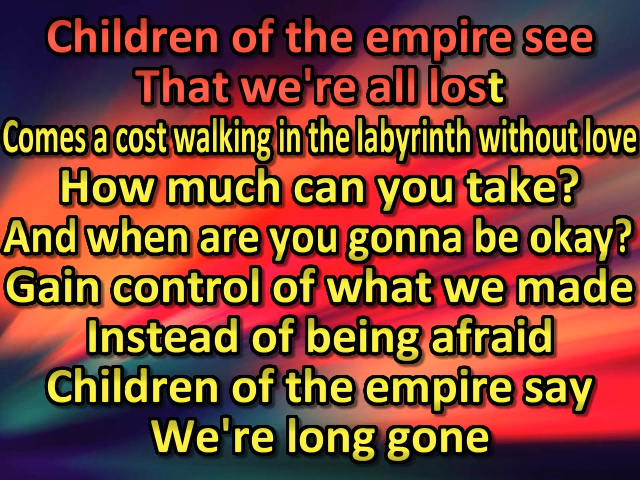 Children of the empire see
That we're all lost
Comes a cost walking in the labyrinth without love
How much can you take?
And when are you gonna be okay?
Gain control of what we made
Instead of being afraid
Children of the empire say
We're long gone